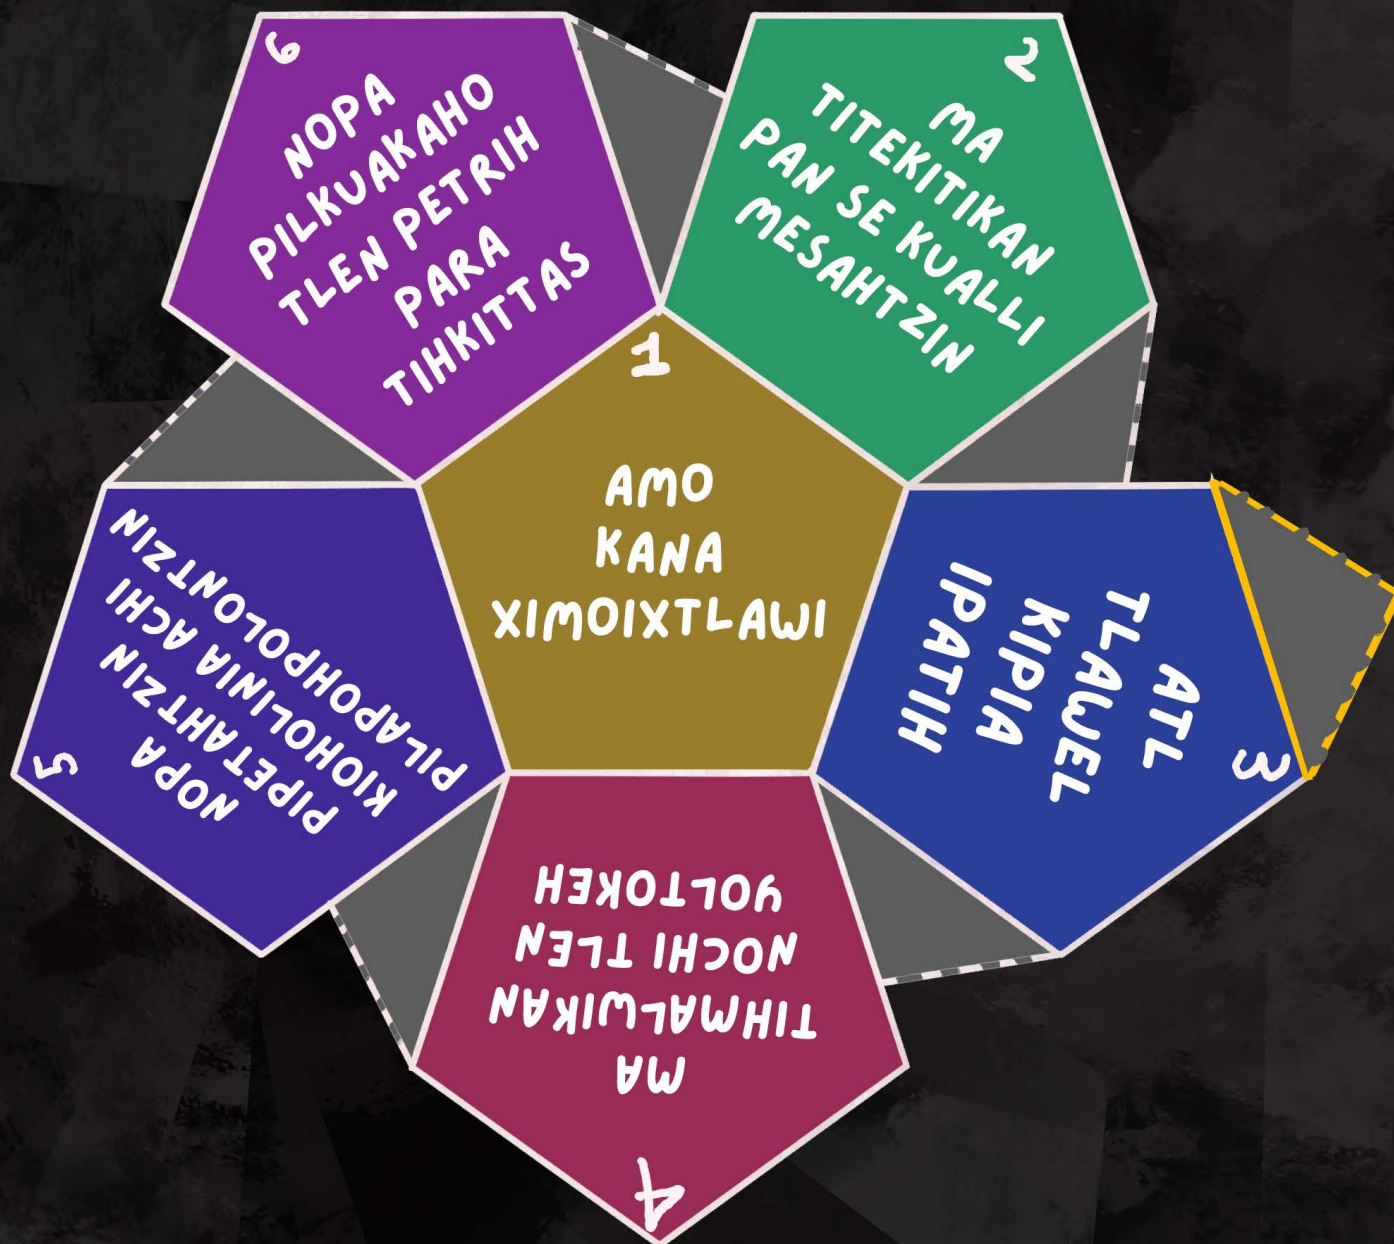 1
AMO
KANA
XIMOIXTLAWI
2
MA
TITEKITIKAN
PAN SE KUALLI
MESAHTZIN
3
ATL
TLAWEL
KIPIA
IPATIH
4
MA
TIHMALWIKAN
NOCHI TLEN
YOLTOKEH
5
NOPA
PIPETAHTZIN
KIOHOLINIA ACHI
PILAPOHPOLONTZIN
6
NOPA
PILKUAKAHO
TLEN PETRIH
PARA
TIHKITTAS